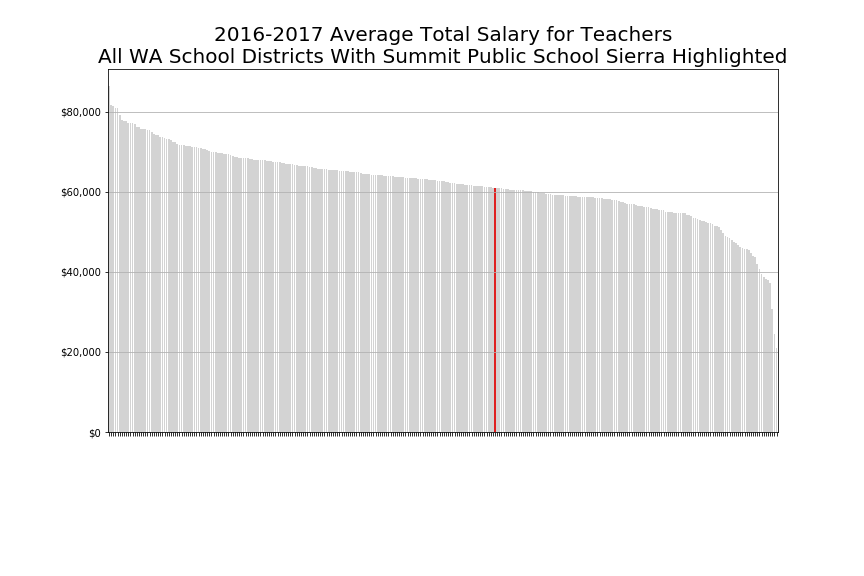 2016-2017 Average Total Salary for Teachers
All WA School Districts With Summit Public School Sierra Highlighted
$80,000
$60,000
$40,000
$20,000
$0